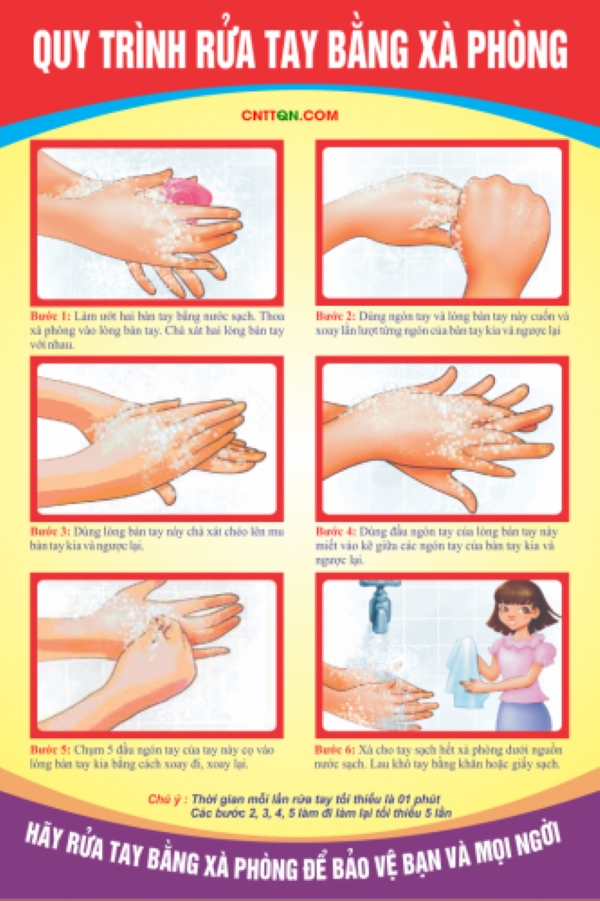 QUY TRÌNH RỬA TAY BẰNG XÀ PHÒNG
CNTTQN.COM
Bước 1: Làm ướt hai bàn tay bằng nước sạch. Thoa
xà phòng vào lòng bàn tay. Chà xát hai lòng bàn tay
với nhau.
Bước 2: Dùng ngón tay và lòng bàn tay này cuốn và
xoay lần lượt từng ngón của bàn tay kia và ngược lại
Bước 3: Dùng lòng bàn tay này chà xát chéo lên mu
bàn tay kia và ngược lại.
Bước 4: Dùng đầu ngón tay của lòng bàn tay này
miết vào kẽ giữa các ngón tay của bàn tay kia và
ngược lại.
Bước 5: Chụm 5 đầu ngón tay của tay này cọ vào
lòng bàn tay kia bằng cách xoay đi, xoay lại.
Bước 6: Xả cho tay sạch hết xà phòng dưới nguồn
nước sạch. Lau khô tay bằng khăn hoặc giấy sạch.
Chú ý : Thời gian mỗi lần rửa tay tối thiểu là 01 phút
Các bước 2, 3, 4, 5 làm đi làm lại tối thiểu 5 lần
HÃY RỬA TAY BẰNG XÀ PHÒNG ĐỂ BẢO VỆ BẠN VÀ MỌI NGƯỜI